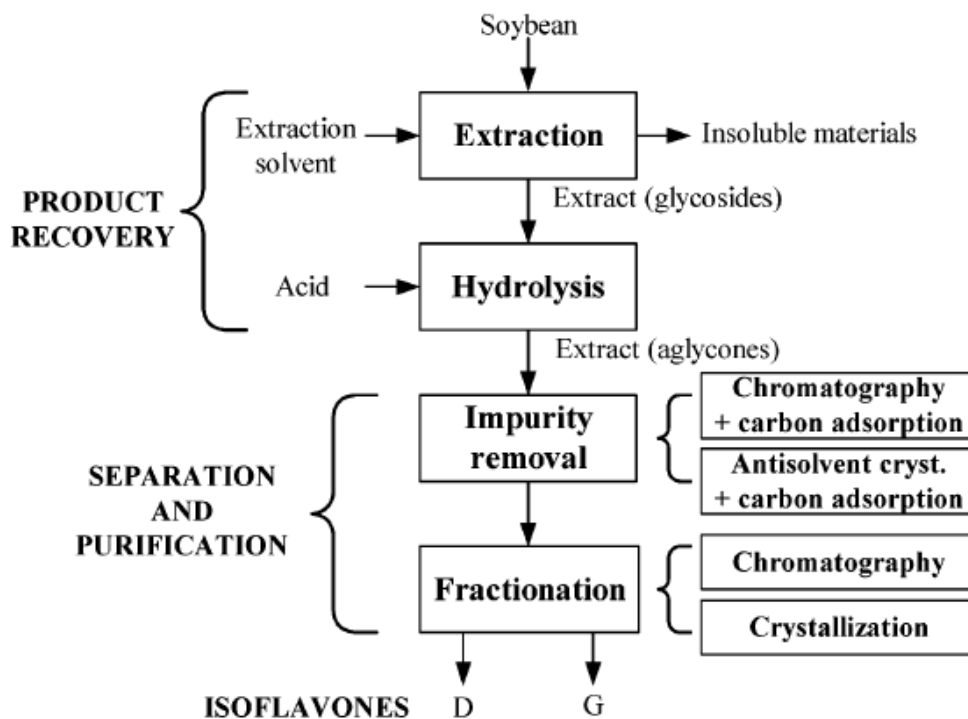 Soybean
Extraction
solvent
Extraction
Insoluble materials
PRODUCT
RECOVERY
Extract (glycosides)
Acid
Hydrolysis
Extract (aglycones)
Impurity
removal
Chromatography
+ carbon adsorption
Antisolvent cryst.
+ carbon adsorption
SEPARATION
AND
PURIFICATION
Fractionation
Chromatography
Crystallization
ISOFLAVONES D G